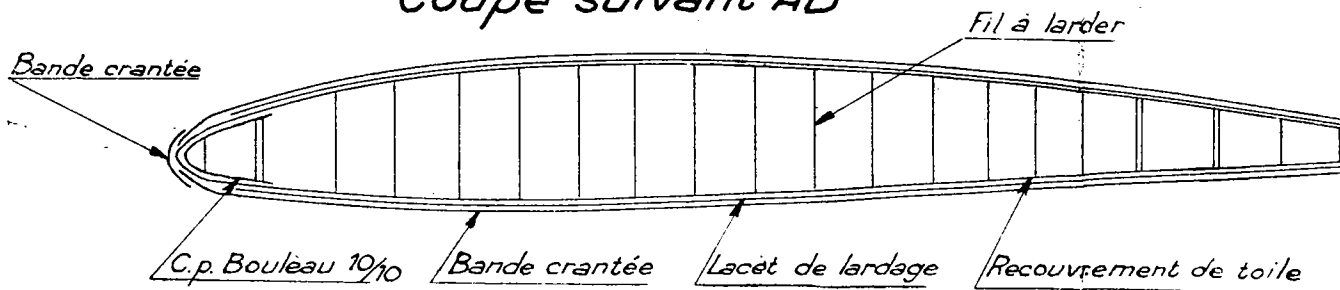 Coupe suivant AB
Fil à larder
Bande crantée
C.p. Bouleau 10/10
Bande crantée
Lacet de lardage
Recouvrement de toile